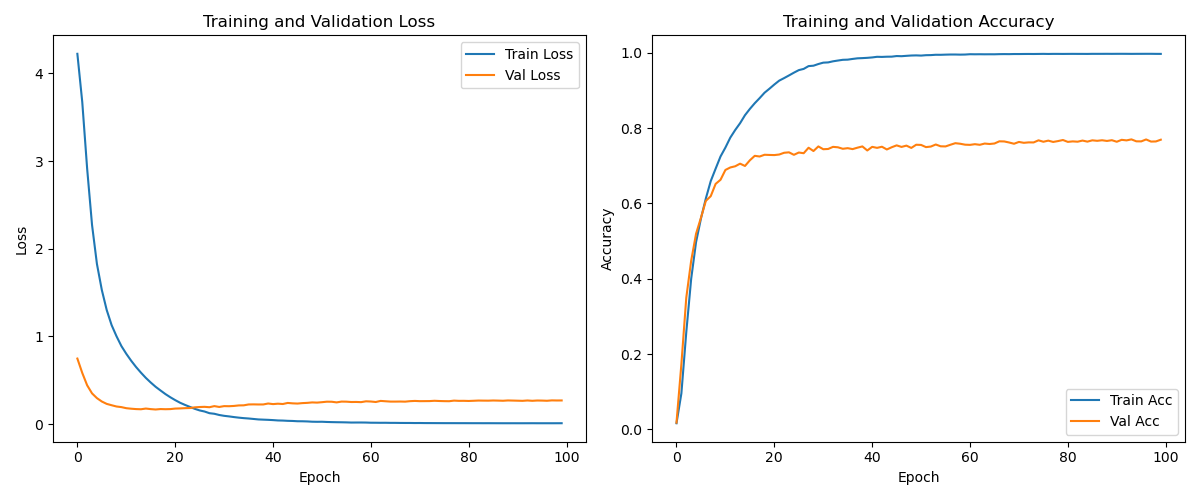 Training and Validation Loss
Train Loss
Val Loss
4
3
2
1
0
Loss
0 20 40 60 80 100
Epoch
Training and Validation Accuracy
1.0
0.8
0.6
0.4
0.2
0.0
Accuracy
Train Acc
Val Acc
0 20 40 60 80 100
Epoch